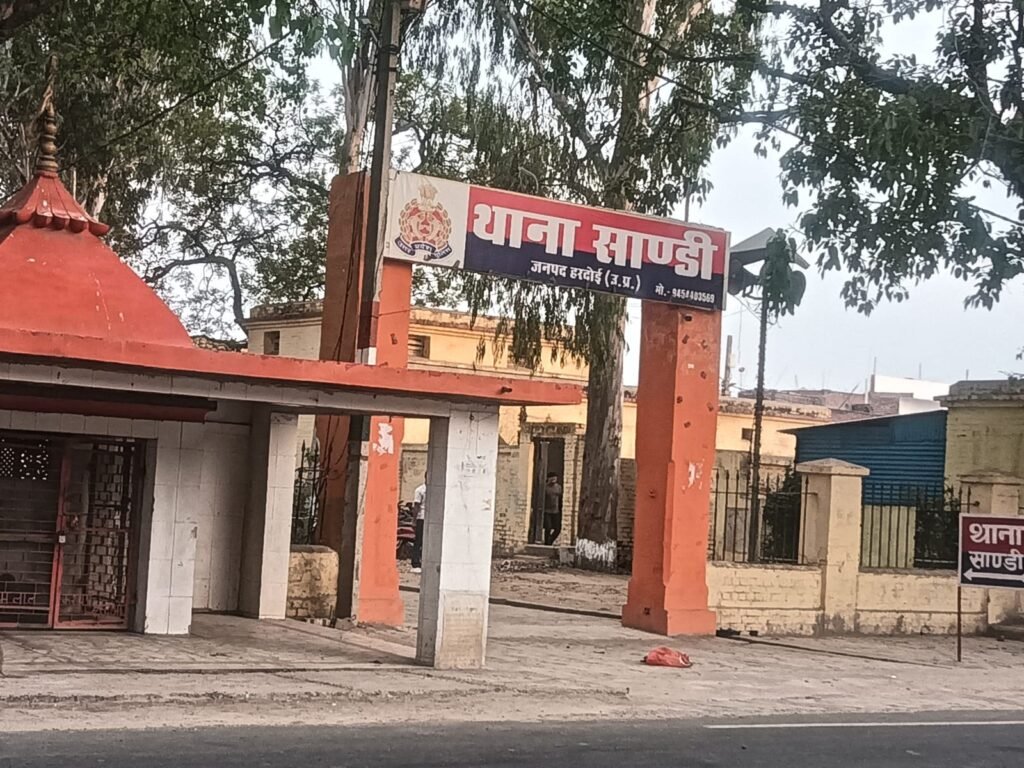 थाना साण्डी
जनपद हरदोई (उ.प्र.) मो.- 9454403569
थाना
साण्डी